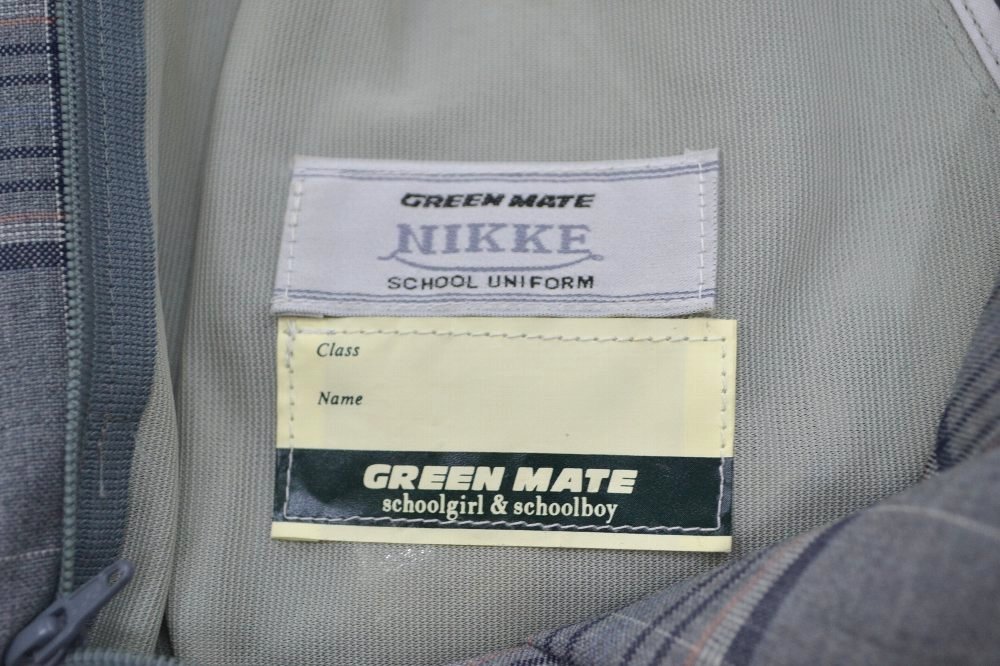 GREEN MATE
NIKKE
SCHOOL UNIFORM
Class
Name
GREEN MATE
schoolgirl & schoolboy